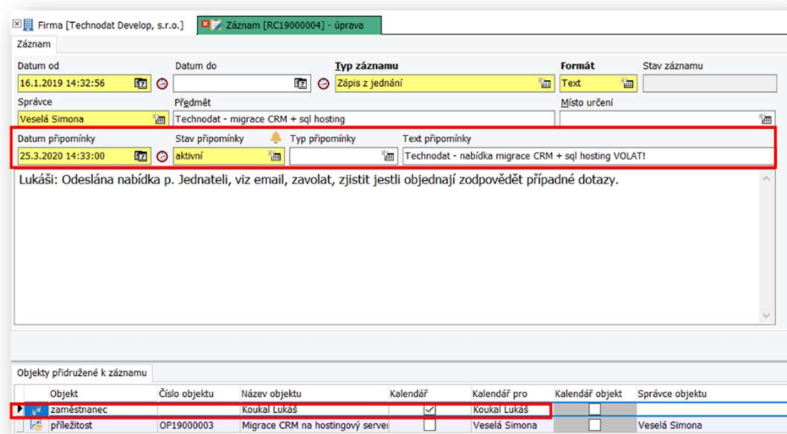 Firma [Technodat Develop, s.r.o.] Záznam [RC19000004] - úprava
Záznam
Datum od Datum do Typ záznamu Formát Stav záznamu
16.1.2019 14:32:56 Zápis z jednání Text
Správce Předmět Místo určení
Veselá Simona Technodat - migrace CRM + sql hosting
Datum připomínky Stav připomínky Typ připomínky Text připomínky
25.3.2020 14:33:00 aktivní Technodat - nabídka migrace CRM + sql hosting VOLAT!
Lukáši: Odeslána nabídka p. Jednateli, viz email, zavolat, zjistit jestli objednají zodpovědět případné dotazy.
Objekty přidružené k záznamu
Objekt Číslo objektu Název objektu Kalendář Kalendář pro Kalendář objekt Správce objektu
zaměstnanec Koukal Lukáš Koukal Lukáš
příležitost OP19000003 Migrace CRM na hostingový server Veselá Simona Veselá Simona